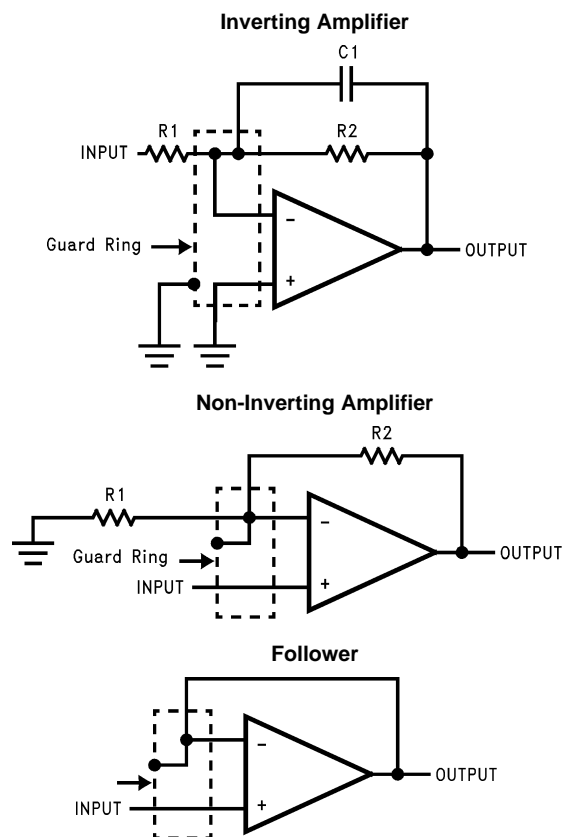 Inverting Amplifier
C1
R1
R2
INPUT
−
Guard Ring
OUTPUT
+
Non-Inverting Amplifier
R2
R1
−
Guard Ring
OUTPUT
INPUT
+
Follower
−
OUTPUT
INPUT
+